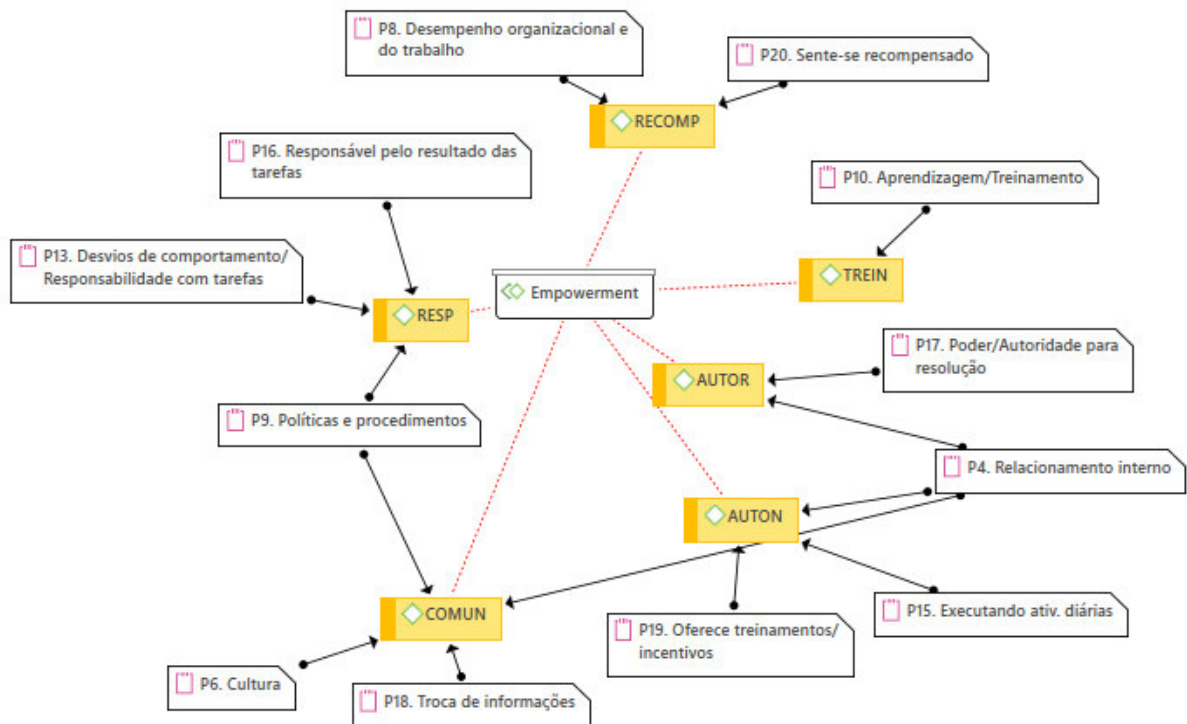 P8. Desempenho organizacional e
do trabalho
P20. Sente-se recompensado
RECOMP
P16. Responsável pelo resultado das
tarefas
P10. Aprendizagem/Treinamento
P13. Desvios de comportamento/
Responsabilidade com tarefas
TREIN
Empowerment
RESP
P17. Poder/Autoridade para
resolução
AUTOR
P9. Políticas e procedimentos
P4. Relacionamento interno
AUTON
COMUN
P15. Executando ativ. diárias
P19. Oferece treinamentos/
incentivos
P6. Cultura
P18. Troca de informações